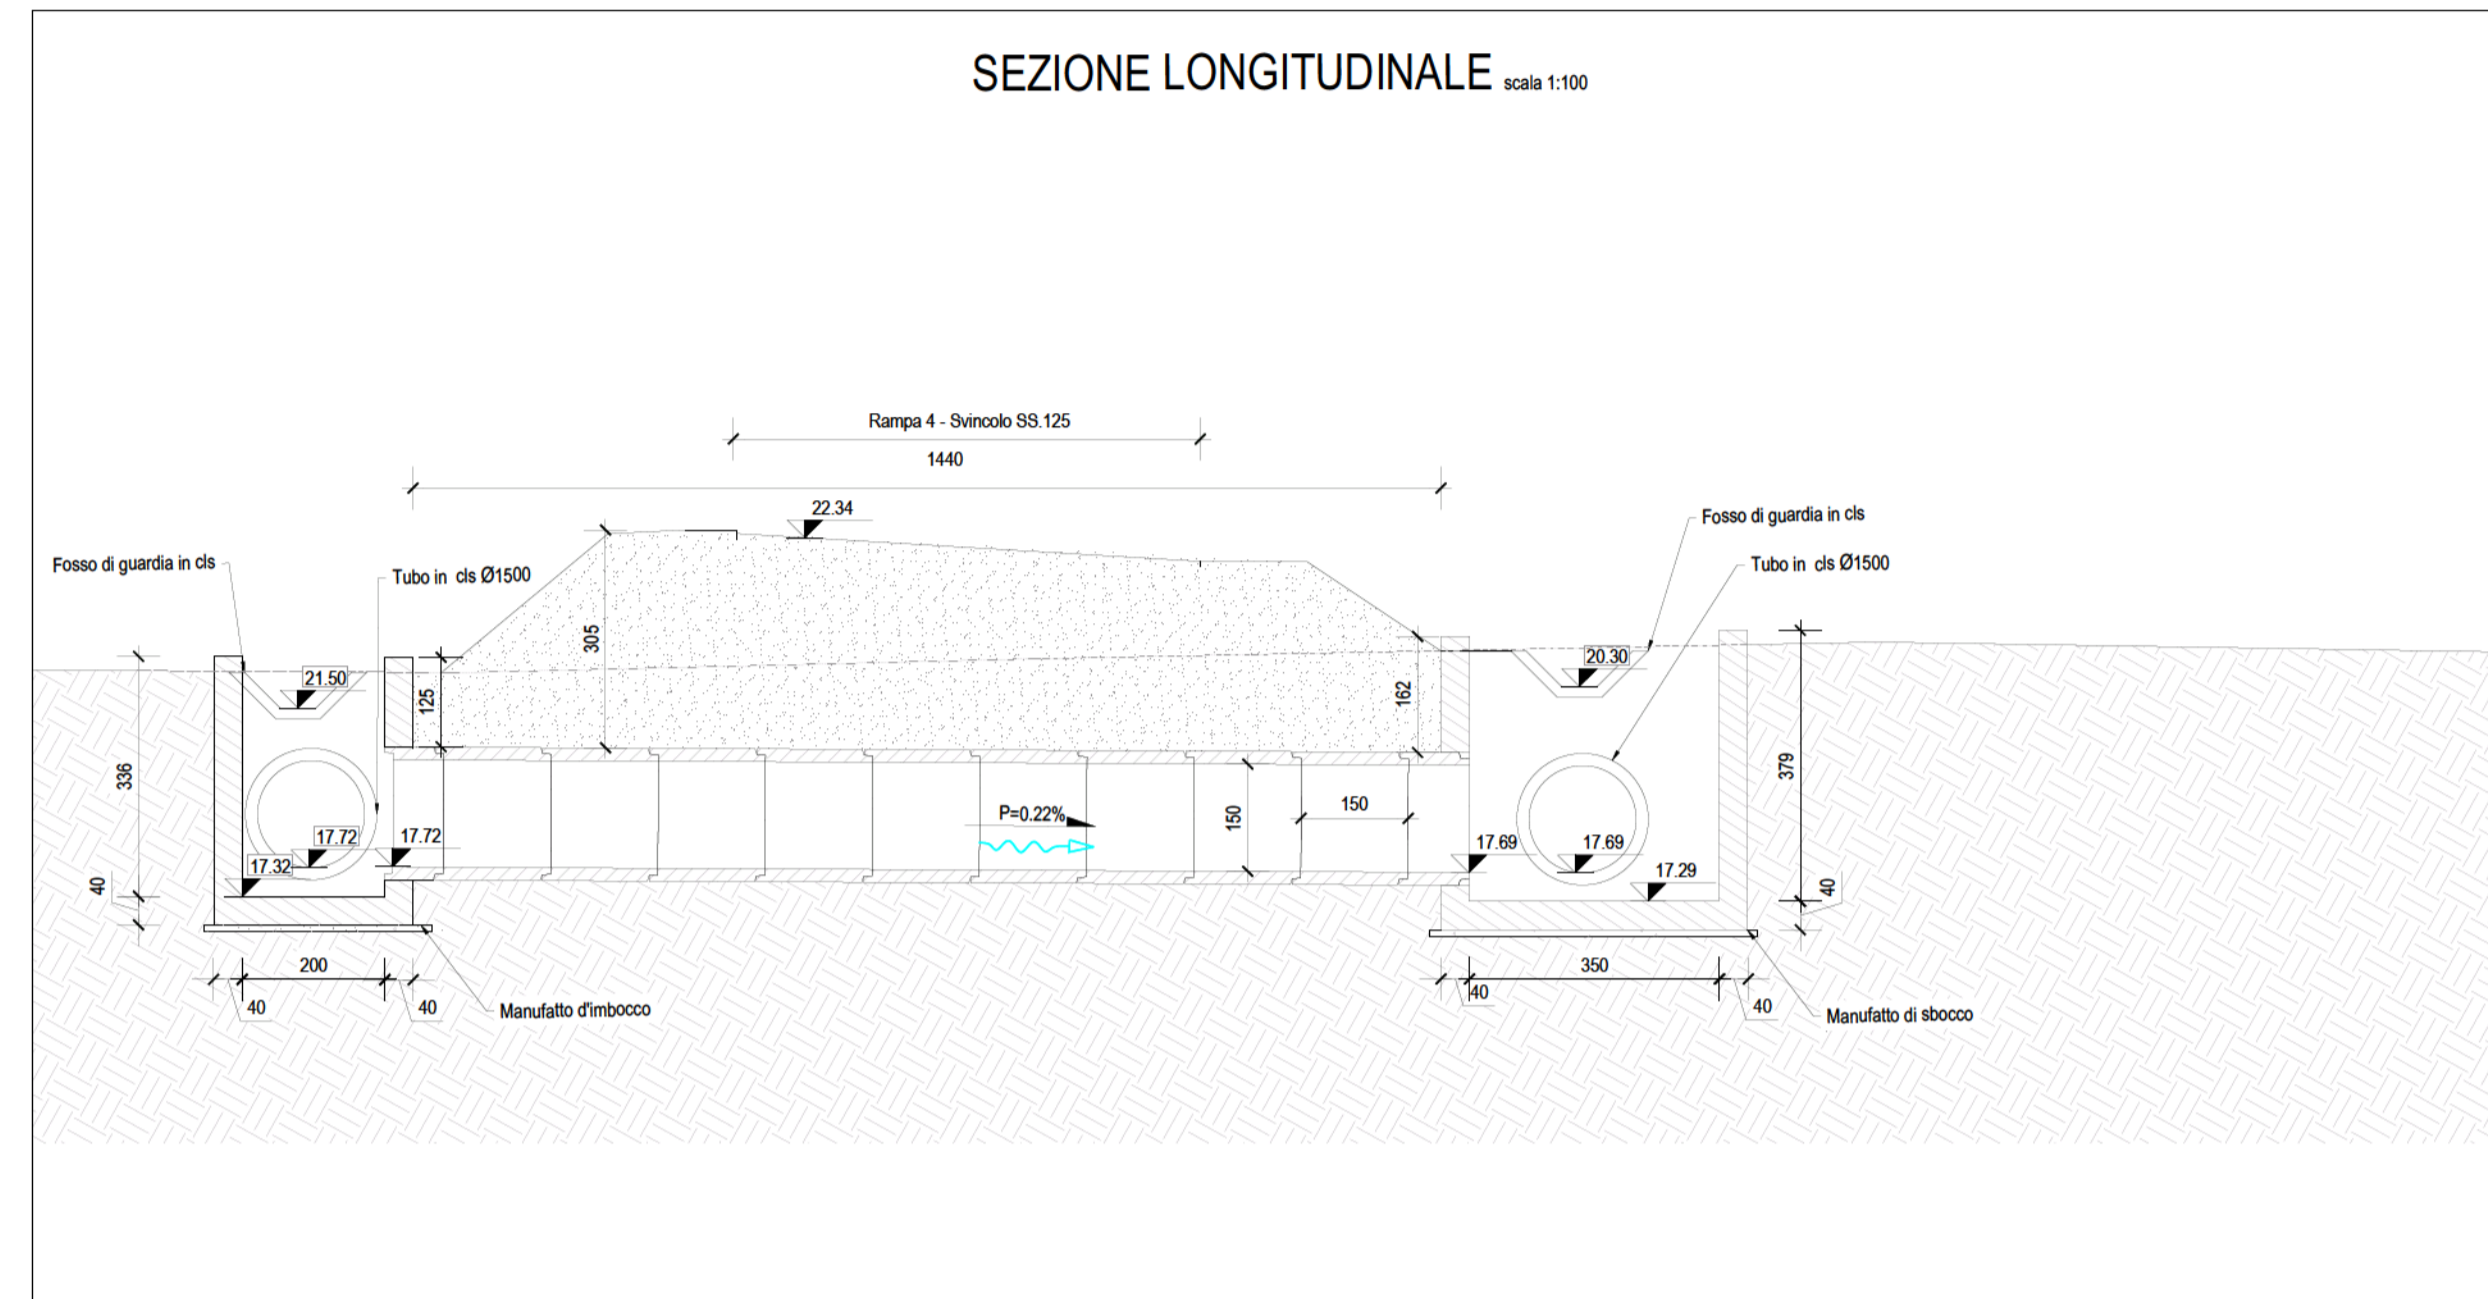 SEZIONE LONGITUDINALE scala 1:100
Rampa 4 - Svincolo SS.125
1440
22.34
Fosso di guardia in cls
Tubo in cls Ø1500
Fosso di guardia in cls
Tubo in cls Ø1500
305
21.50
125
20.30
162
336
379
P=0.22%
150
150
17.72
17.72
17.32
17.69
17.69
17.29
40
40
200
40
40
Manufatto d'imbocco
350
40
40
Manufatto di sbocco